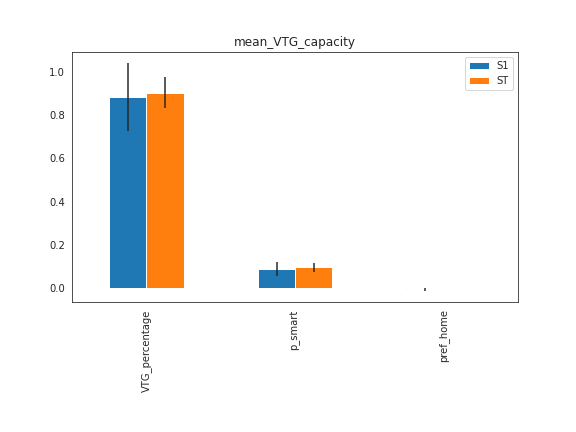 mean_VTG_capacity
S1
ST
1.0
0.8
0.6
0.4
0.2
0.0
VTG_percentage
p_smart
pref_home